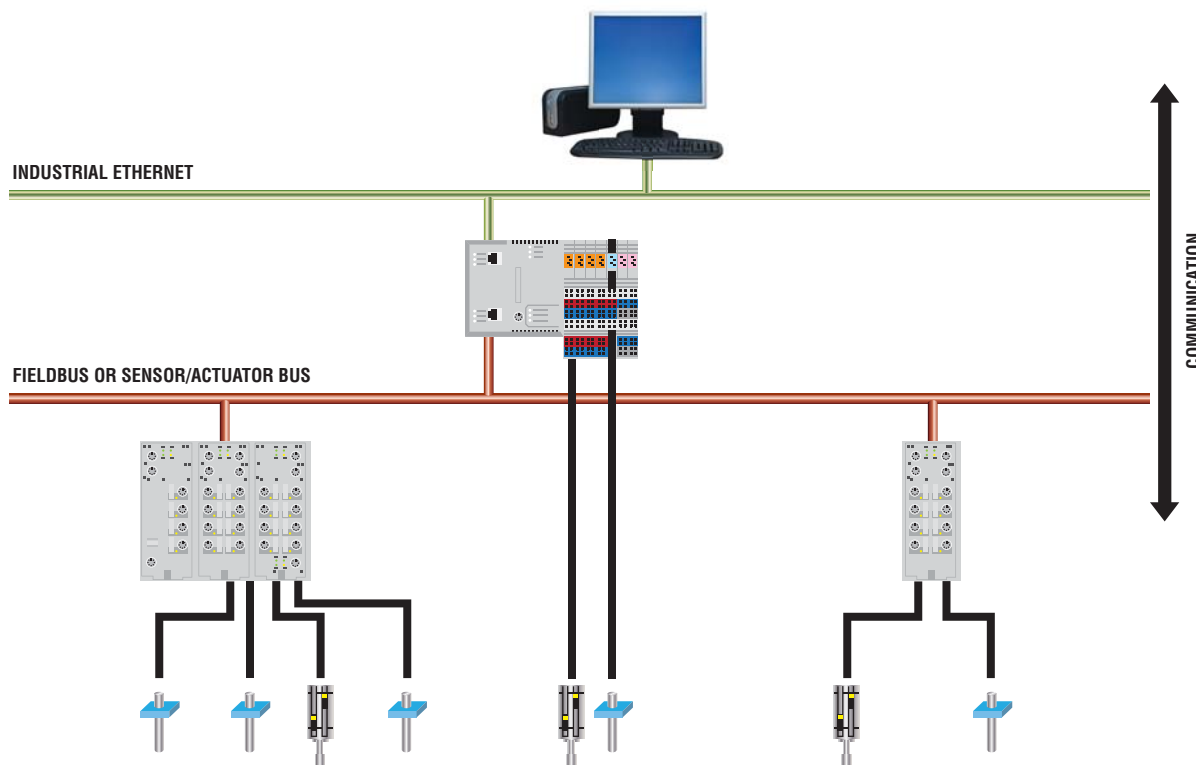 INDUSTRIAL ETHERNET
COMMUNICATION
FIELDBUS OR SENSOR/ACTUATOR BUS